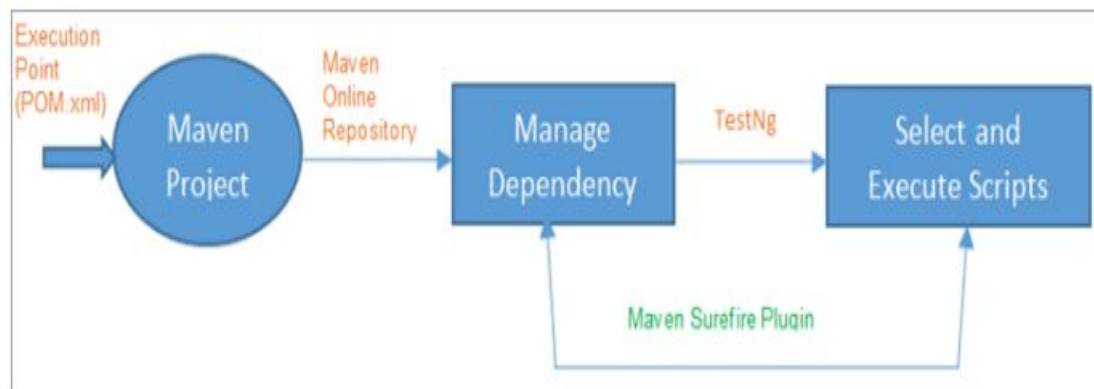 Execution
Point
(POM.xml)
Maven
Project
Maven
Online
Repository
Manage
Dependency
TestNg
Select and
Execute Scripts
Maven Surefire Plugin